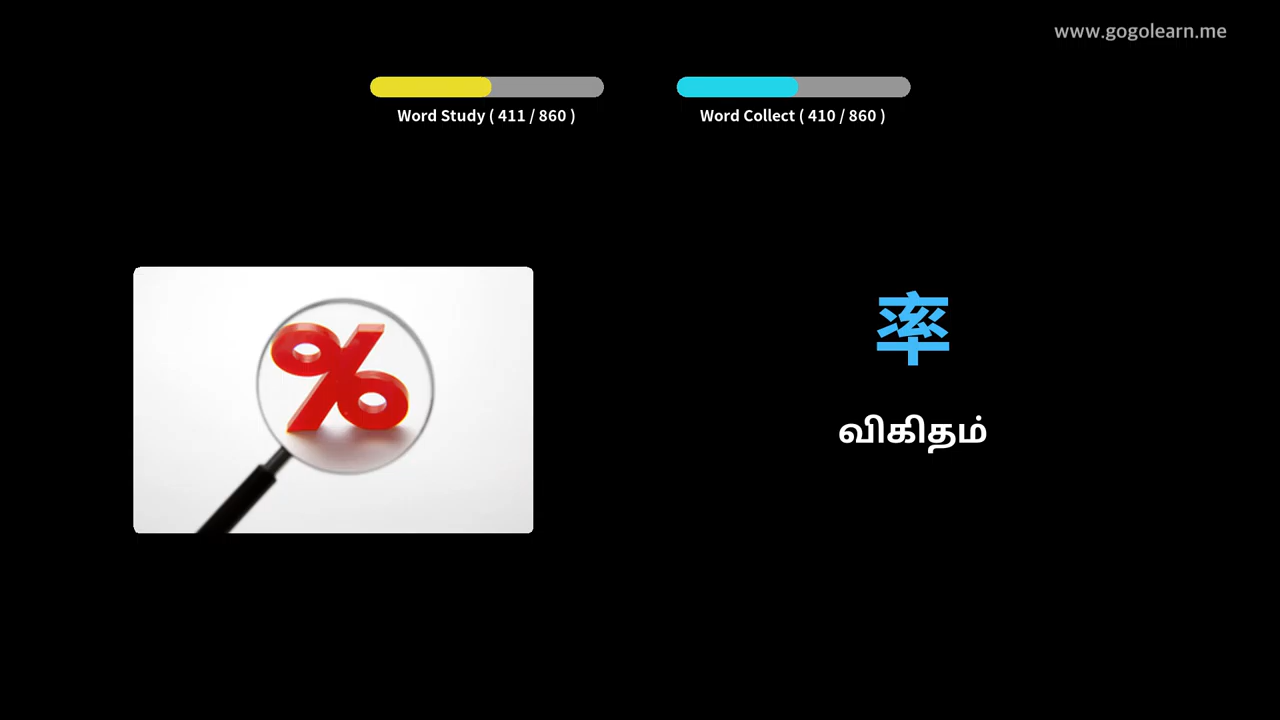 www.gogolearn.me
Word Study ( 411 / 860 )
Word Collect ( 410 / 860 )
%
率
விகிதம்